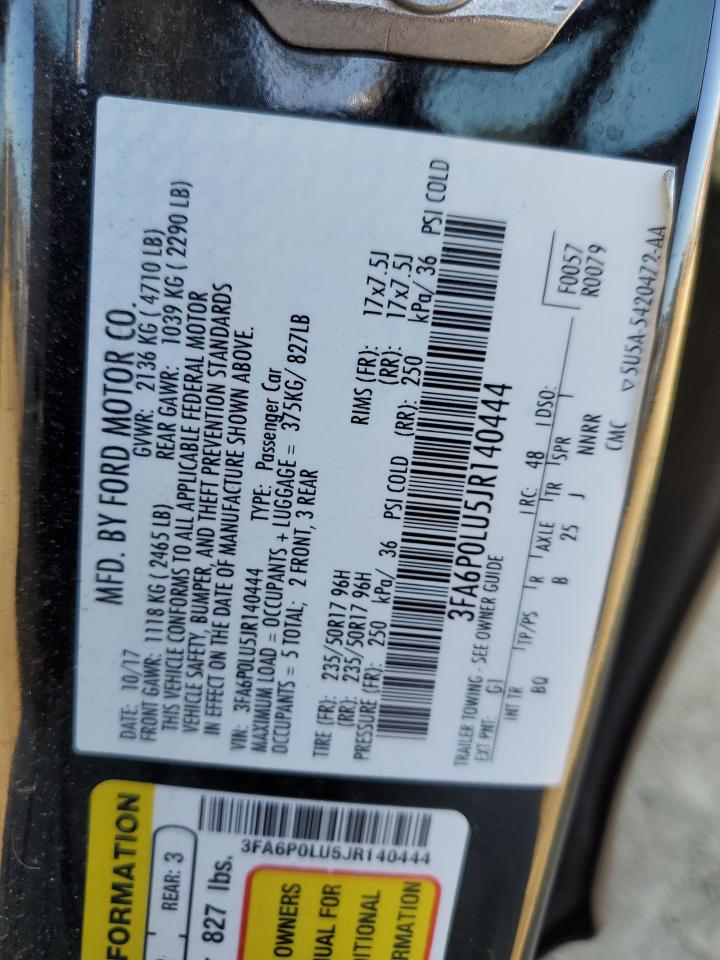 MFD. BY FORD MOTOR CO.
DATE: 10/17 GVWR: 2136 KG ( 4710 LB)
FRONT GAWR: 1118 KG ( 2465 LB) REAR GAWR: 1039 KG ( 2290 LB)
THIS VEHICLE CONFORMS TO ALL APPLICABLE FEDERAL MOTOR
VEHICLE SAFETY, BUMPER, AND THEFT PREVENTION STANDARDS
IN EFFECT ON THE DATE OF MANUFACTURE SHOWN ABOVE.
VIN: 3FA6P0LU5JR140444 TYPE: Passenger Car
MAXIMUM LOAD = OCCUPANTS + LUGGAGE = 375KG/ 827LB
OCCUPANTS = 5 TOTAL; 2 FRONT, 3 REAR
TIRE (FR): 235/50R17 96H RIMS (FR): 17x7.5J
(RR): 235/50R17 96H (RR): 17x7.5J
PRESSURE (FR): 250 kPa/ 36 PSI COLD (RR): 250 kPa/ 36 PSI COLD
3FA6P0LU5JR140444
TRAILER TOWING - SEE OWNER GUIDE
EXT PNT: G1 RC: 48 DSO: F0057
INT TR TP/PS R AXLE TR SPR R0079
BQ B 25 J NNRR
CMC ▽5U5A-5420472-AA
FORMATION
REAR: 3
827 lbs.
3FA6P0LU5JR140444
OWNERS
UAL FOR
ITIONAL
RMATION